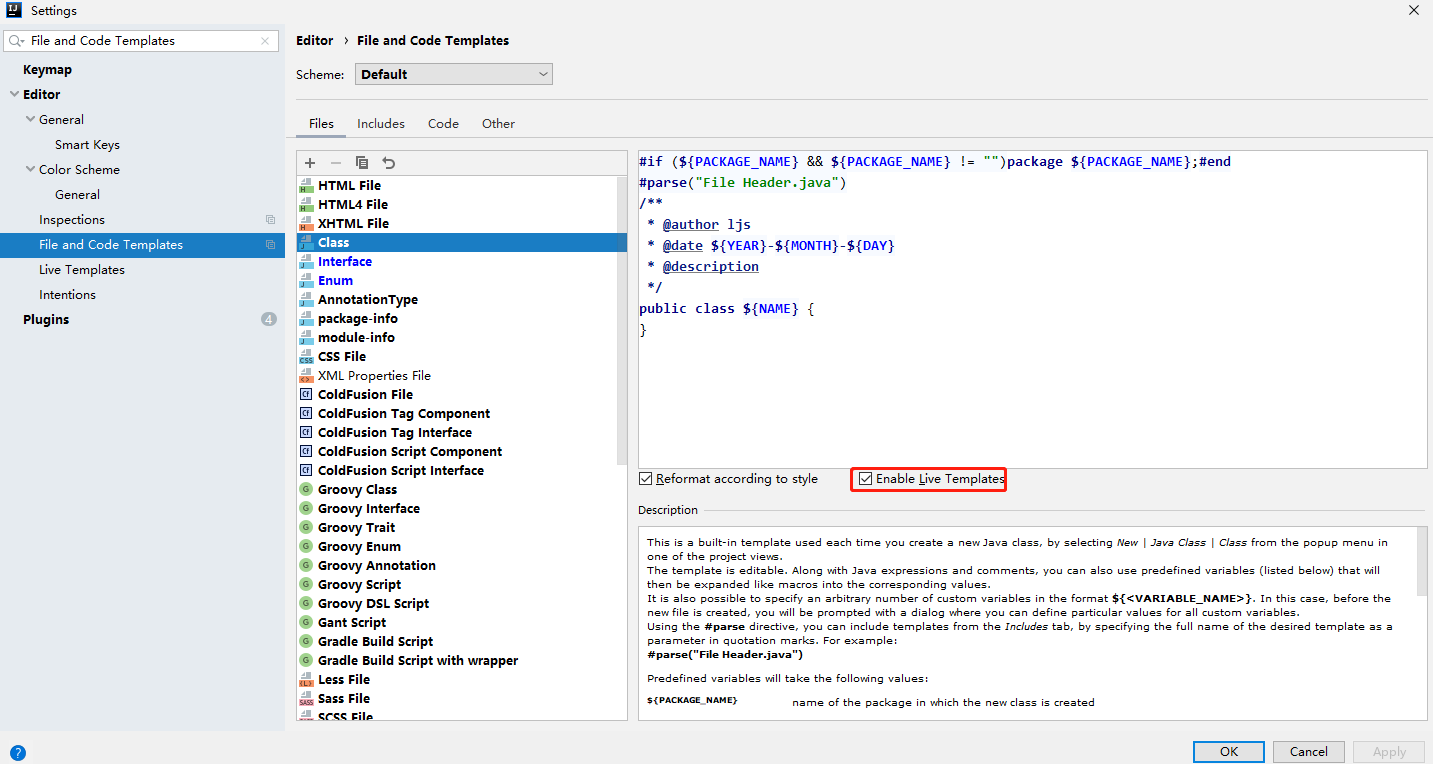 Settings
File and Code Templates
Keymap
Editor
General
Smart Keys
Color Scheme
General
Inspections
File and Code Templates
Live Templates
Intentions
Plugins
4
Editor › File and Code Templates
Scheme:
Default
Files
Includes
Code
Other
HTML File
HTML4 File
XHTML File
Class
Interface
Enum
AnnotationType
package-info
module-info
CSS File
XML Properties File
ColdFusion File
ColdFusion Tag Component
ColdFusion Tag Interface
ColdFusion Script Component
ColdFusion Script Interface
Groovy Class
Groovy Interface
Groovy Trait
Groovy Enum
Groovy Annotation
Groovy Script
Groovy DSL Script
Gant Script
Gradle Build Script
Gradle Build Script with wrapper
Less File
Sass File
SCSS File
#if (${PACKAGE_NAME} && ${PACKAGE_NAME} != "")package ${PACKAGE_NAME};#end
#parse("File Header.java")
/**
* @author ljs
* @date ${YEAR}-${MONTH}-${DAY}
* @description
*/
public class ${NAME} {
}
Reformat according to style
Enable Live Templates
Description
This is a built-in template used each time you create a new Java class, by selecting New | Java Class | Class from the popup menu in
one of the project views.
The template is editable. Along with Java expressions and comments, you can also use predefined variables (listed below) that will
then be expanded like macros into the corresponding values.
It is also possible to specify an arbitrary number of custom variables in the format ${<VARIABLE_NAME>}. In this case, before the
new file is created, you will be prompted with a dialog where you can define particular values for all custom variables.
Using the #parse directive, you can include templates from the Includes tab, by specifying the full name of the desired template as a
parameter in quotation marks. For example:
#parse("File Header.java")
Predefined variables will take the following values:
${PACKAGE_NAME}
name of the package in which the new class is created
?
OK
Cancel
Apply